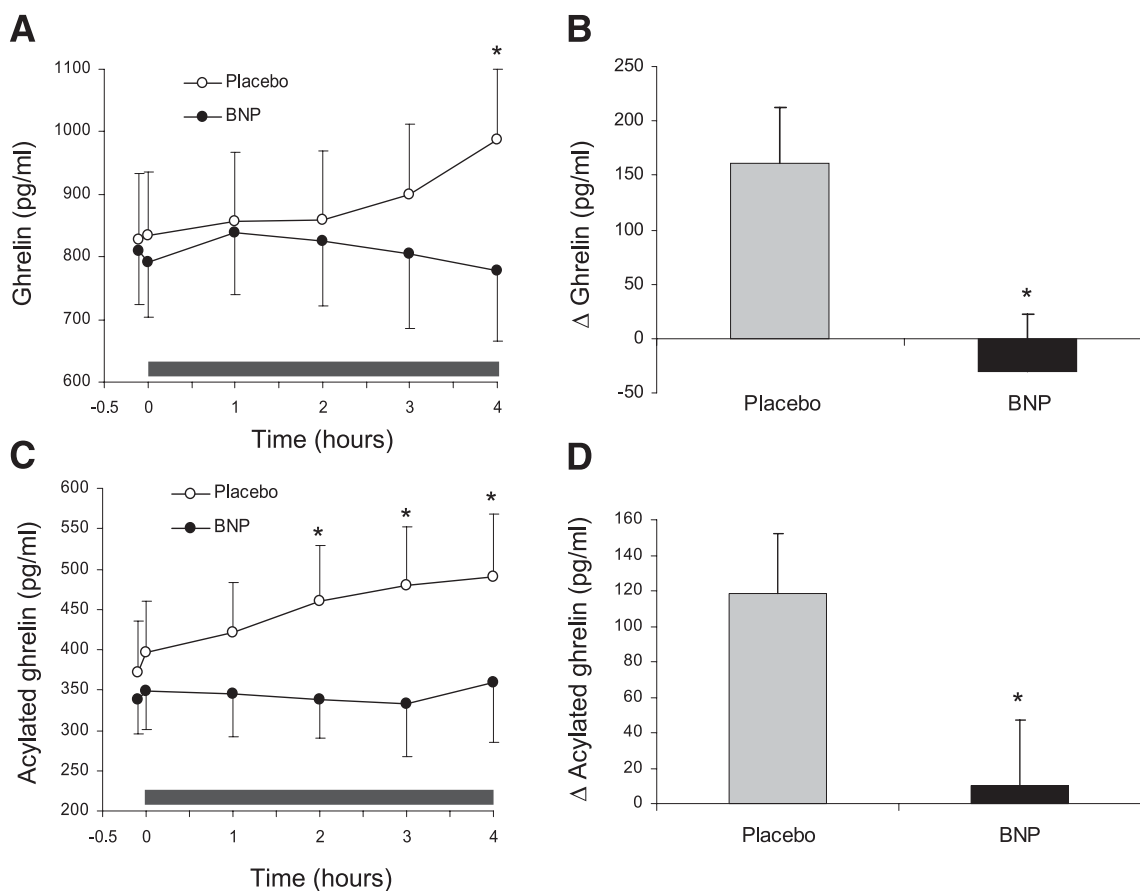 A
Ghrelin (pg/ml)
1100
1000
900
800
700
600
Placebo
BNP
*
-0.5 0 1 2 3 4
Time (hours)
B
Δ Ghrelin (pg/ml)
250
200
150
100
50
0
-50
*
Placebo BNP
C
Acylated ghrelin (pg/ml)
600
550
500
450
400
350
300
250
200
Placebo
BNP
* * *
-0.5 0 1 2 3 4
Time (hours)
D
Δ Acylated ghrelin (pg/ml)
160
140
120
100
80
60
40
20
0
*
Placebo BNP